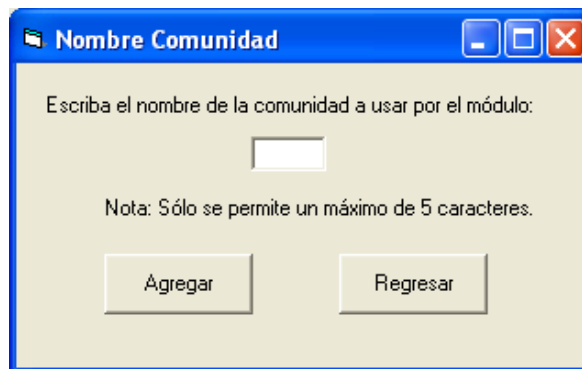 Nombre Comunidad
Escriba el nombre de la comunidad a usar por el módulo:
Nota: Sólo se permite un máximo de 5 caracteres.
Agregar
Regresar